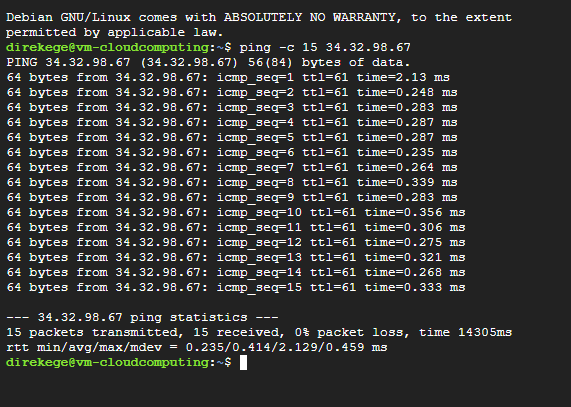 Debian GNU/Linux comes with ABSOLUTELY NO WARRANTY, to the extent
permitted by applicable law.
direkege@vm-cloudcomputing:~$ ping -c 15 34.32.98.67
PING 34.32.98.67 (34.32.98.67) 56(84) bytes of data.
64 bytes from 34.32.98.67: icmp_seq=1 ttl=61 time=2.13 ms
64 bytes from 34.32.98.67: icmp_seq=2 ttl=61 time=0.248 ms
64 bytes from 34.32.98.67: icmp_seq=3 ttl=61 time=0.283 ms
64 bytes from 34.32.98.67: icmp_seq=4 ttl=61 time=0.287 ms
64 bytes from 34.32.98.67: icmp_seq=5 ttl=61 time=0.287 ms
64 bytes from 34.32.98.67: icmp_seq=6 ttl=61 time=0.235 ms
64 bytes from 34.32.98.67: icmp_seq=7 ttl=61 time=0.264 ms
64 bytes from 34.32.98.67: icmp_seq=8 ttl=61 time=0.339 ms
64 bytes from 34.32.98.67: icmp_seq=9 ttl=61 time=0.283 ms
64 bytes from 34.32.98.67: icmp_seq=10 ttl=61 time=0.356 ms
64 bytes from 34.32.98.67: icmp_seq=11 ttl=61 time=0.306 ms
64 bytes from 34.32.98.67: icmp_seq=12 ttl=61 time=0.275 ms
64 bytes from 34.32.98.67: icmp_seq=13 ttl=61 time=0.321 ms
64 bytes from 34.32.98.67: icmp_seq=14 ttl=61 time=0.268 ms
64 bytes from 34.32.98.67: icmp_seq=15 ttl=61 time=0.333 ms
--- 34.32.98.67 ping statistics ---
15 packets transmitted, 15 received, 0% packet loss, time 14305ms
rtt min/avg/max/mdev = 0.235/0.414/2.129/0.459 ms
direkege@vm-cloudcomputing:~$